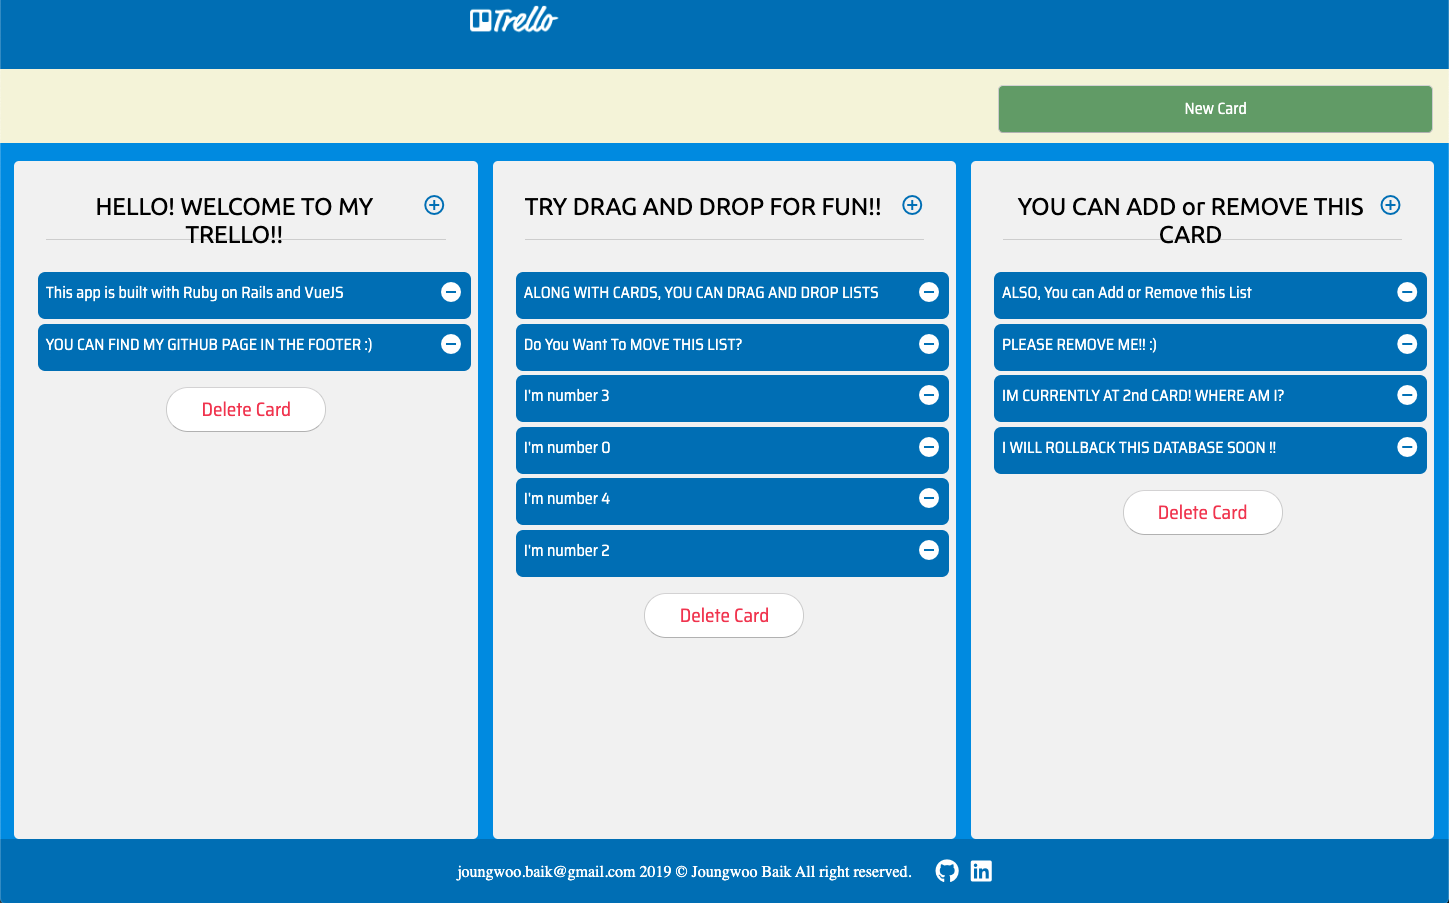 Trello
New Card
HELLO! WELCOME TO MY
TRELLO!!
This app is built with Ruby on Rails and VueJS
YOU CAN FIND MY GITHUB PAGE IN THE FOOTER :)
Delete Card
TRY DRAG AND DROP FOR FUN!!
ALONG WITH CARDS, YOU CAN DRAG AND DROP LISTS
Do You Want To MOVE THIS LIST?
I'm number 3
I'm number 0
I'm number 4
I'm number 2
Delete Card
YOU CAN ADD or REMOVE THIS
CARD
ALSO, You can Add or Remove this List
PLEASE REMOVE ME!! :)
IM CURRENTLY AT 2nd CARD! WHERE AM I?
I WILL ROLLBACK THIS DATABASE SOON !!
Delete Card
joungwoo.baik@gmail.com 2019 © Joungwoo Baik All right reserved.
in